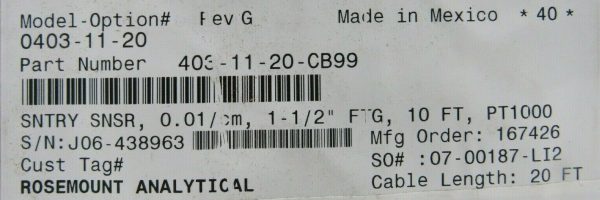 Model-Option# Rev G Made in Mexico * 40 *
0403-11-20
Part Number 403-11-20-CB99
SNTRY SNSR, 0.01/cm, 1-1/2" FTG, 10 FT, PT1000
S/N:J06-438963 Mfg Order: 167426
Cust Tag# SO# :07-00187-LI2
ROSEMOUNT ANALYTICAL Cable Length: 20 FT